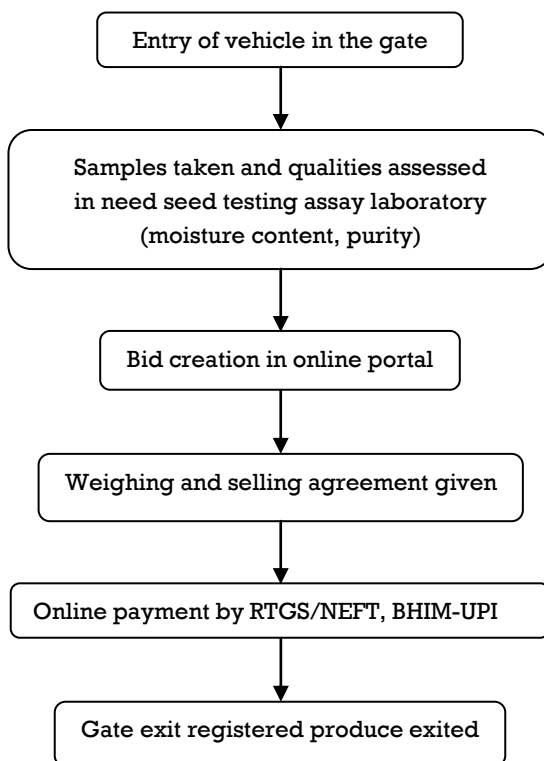 Entry of vehicle in the gate
Samples taken and qualities assessed
in need seed testing assay laboratory
(moisture content, purity)
Bid creation in online portal
Weighing and selling agreement given
Online payment by RTGS/NEFT, BHIM-UPI
Gate exit registered produce exited